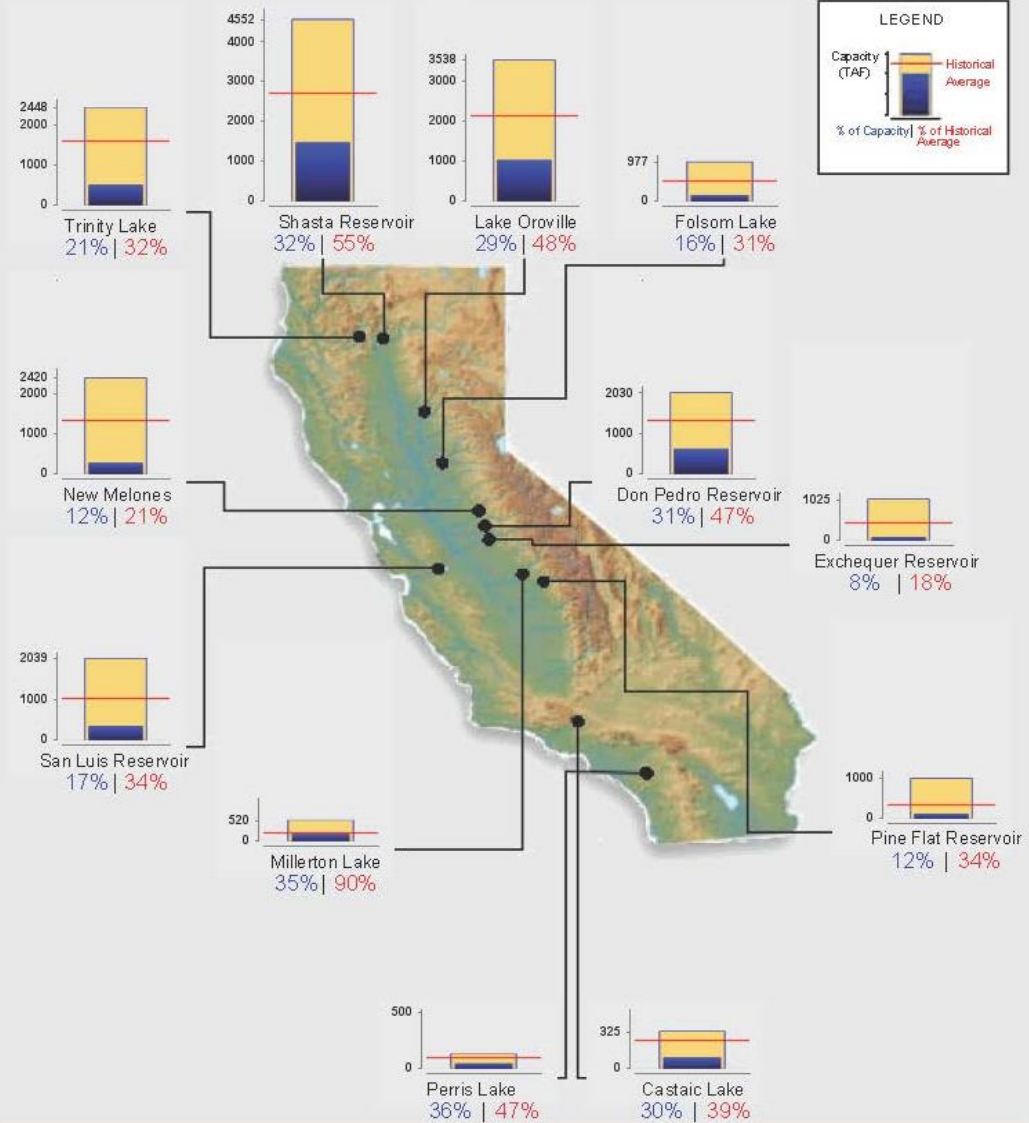 LEGEND
Capacity
(TAF)
Historical
Average
% of Capacity | % of Historical
Average
4552
4000
3000
2000
1000
0
Shasta Reservoir
32% | 55%
3538
3000
2000
1000
0
Lake Oroville
29% | 48%
2448
2000
1000
0
Trinity Lake
21% | 32%
977
0
Folsom Lake
16% | 31%
2420
2000
1000
0
New Melones
12% | 21%
2030
1000
0
Don Pedro Reservoir
31% | 47%
1025
0
Exchequer Reservoir
8% | 18%
2039
1000
0
San Luis Reservoir
17% | 34%
520
0
Millerton Lake
35% | 90%
1000
0
Pine Flat Reservoir
12% | 34%
500
0
Perris Lake
36% | 47%
325
0
Castaic Lake
30% | 39%